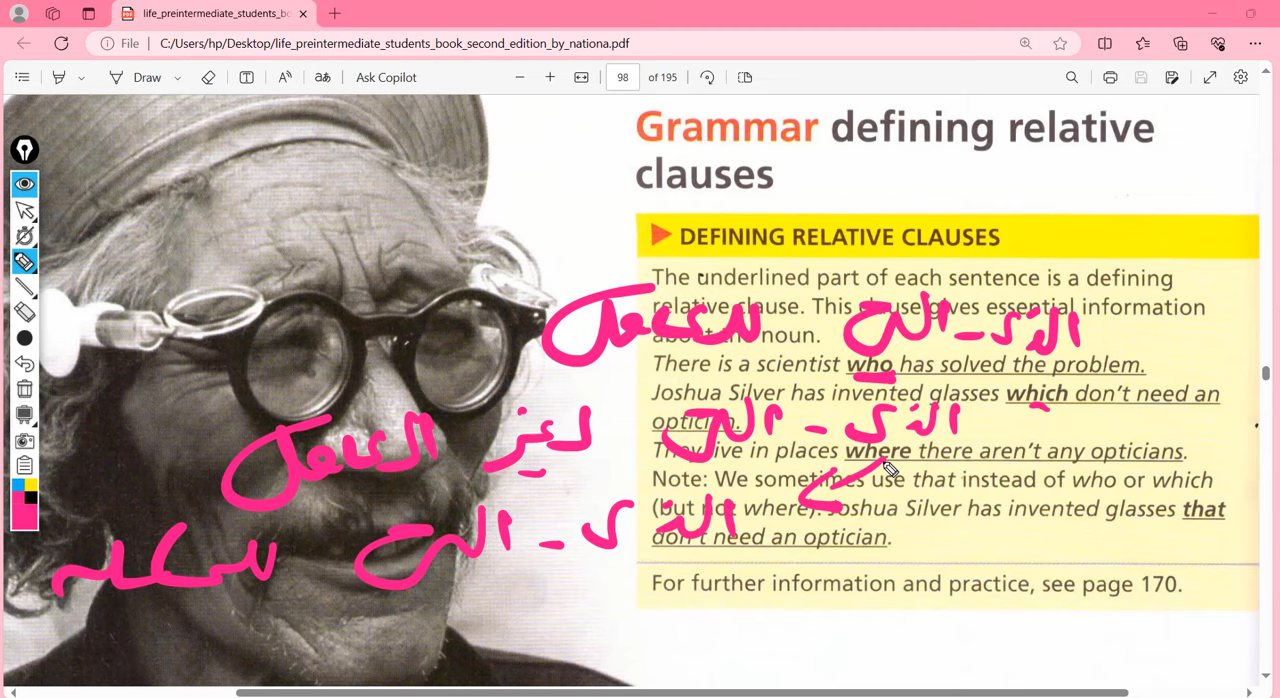 life_preintermediate_students_bo
File C:/Users/hp/Desktop/life_preintermediate_students_book_second_edition_by_nationa.pdf
Draw Ask Copilot 98 of 195
Grammar defining relative
clauses
DEFINING RELATIVE CLAUSES
The underlined part of each sentence is a defining
relative clause. This clause gives essential information
about the noun.
There is a scientist who has solved the problem.
Joshua Silver has invented glasses which don't need an
optician.
They live in places where there aren't any opticians.
Note: We sometimes use that instead of who or which
(but not where). Joshua Silver has invented glasses that
don't need an optician.
For further information and practice, see page 170.
الذي - التي للعاقل
الذي - التي لغير العاقل
الذي - التي للمكان